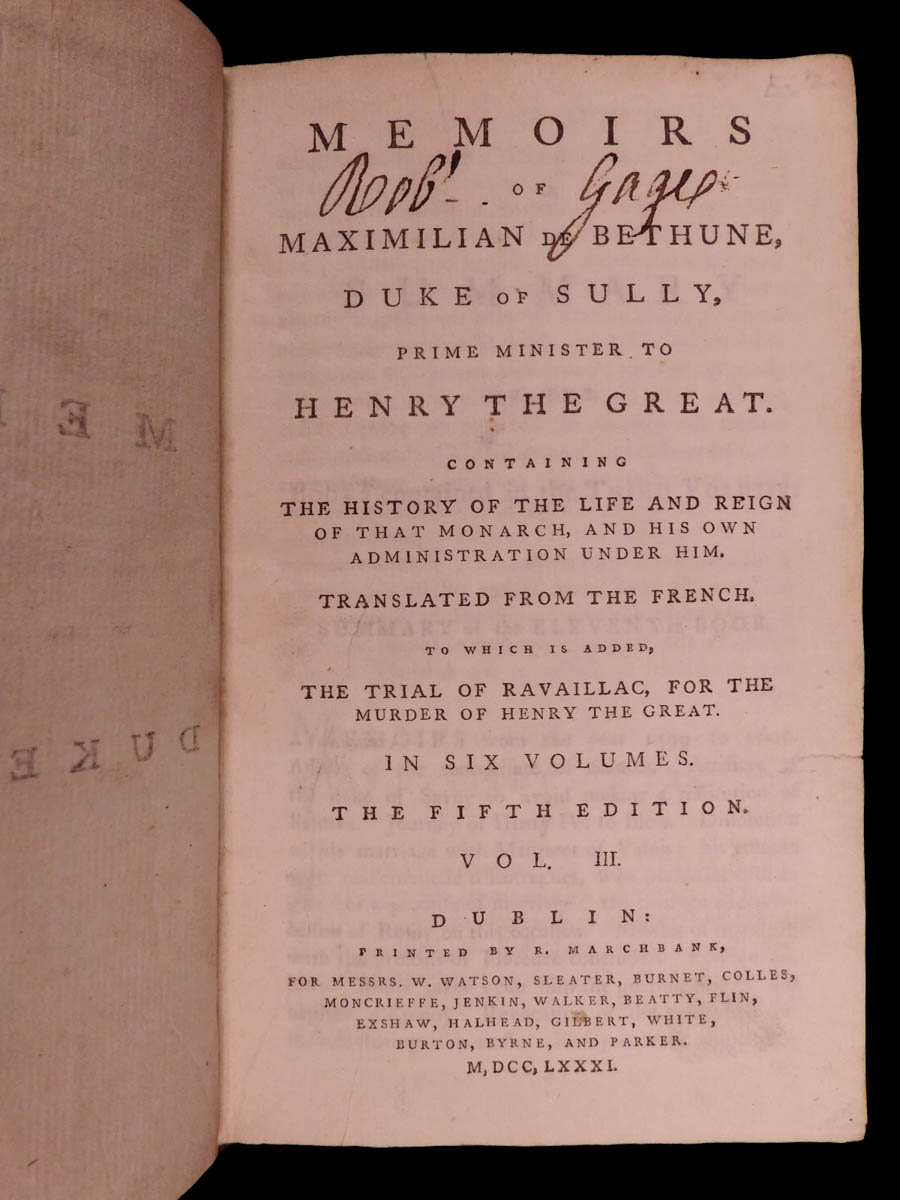 MEMOIRS
Robt. OF Gage
MAXIMILIAN DE BETHUNE,
DUKE OF SULLY,
PRIME MINISTER TO
HENRY THE GREAT.
CONTAINING
THE HISTORY OF THE LIFE AND REIGN
OF THAT MONARCH, AND HIS OWN
ADMINISTRATION UNDER HIM.
TRANSLATED FROM THE FRENCH.
TO WHICH IS ADDED,
THE TRIAL OF RAVAILLAC, FOR THE
MURDER OF HENRY THE GREAT.
IN SIX VOLUMES.
THE FIFTH EDITION.
VOL. III.
DUBLIN:
PRINTED BY R. MARCHBANK,
FOR MESSRS. W. WATSON, SLEATER, BURNET, COLLES,
MONCRIEFFE, JENKIN, WALKER, BEATTY, FLIN,
EXSHAW, HALHEAD, GILBERT, WHITE,
BURTON, BYRNE, AND PARKER.
M,DCC,LXXXI.